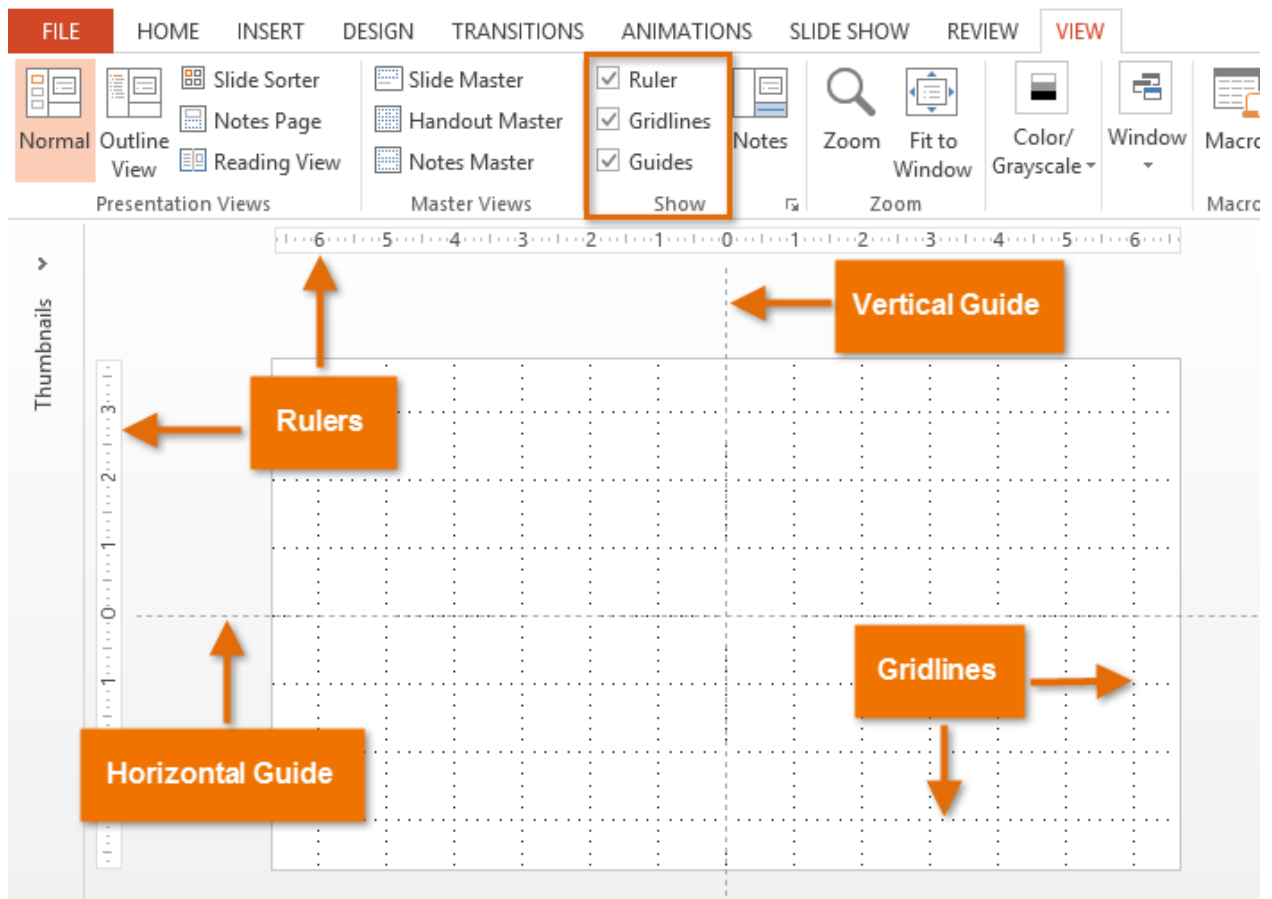 FILE HOME INSERT DESIGN TRANSITIONS ANIMATIONS SLIDE SHOW REVIEW VIEW
Normal
Outline
View
Slide Sorter
Notes Page
Reading View
Presentation Views
Slide Master
Handout Master
Notes Master
Master Views
Ruler
Gridlines
Guides
Show
Notes
Zoom
Fit to
Window
Zoom
Color/
Grayscale
Window
Macro
Macro
6 5 4 3 2 1 0 1 2 3 4 5 6
Thumbnails
3
2
1
0
1
Vertical Guide
Rulers
Gridlines
Horizontal Guide